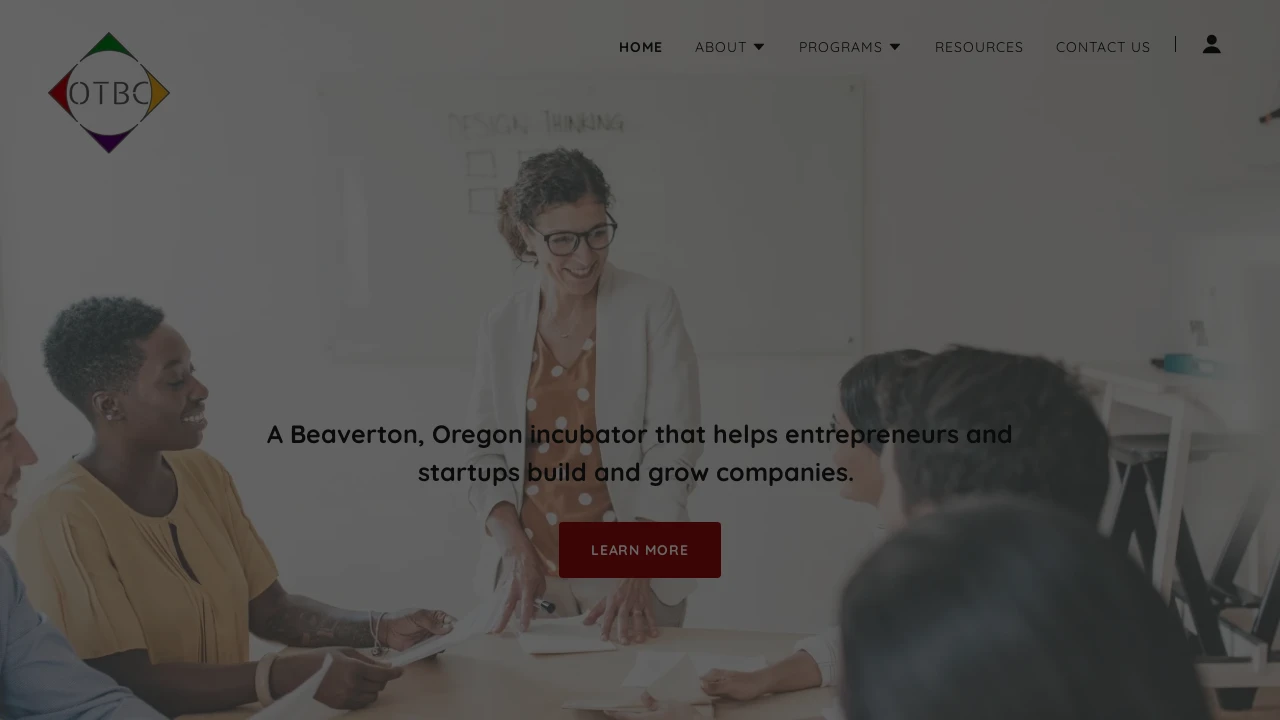 OTBC
HOME ABOUT PROGRAMS RESOURCES CONTACT US
DESIGN THINKING
A Beaverton, Oregon incubator that helps entrepreneurs and
startups build and grow companies.
LEARN MORE